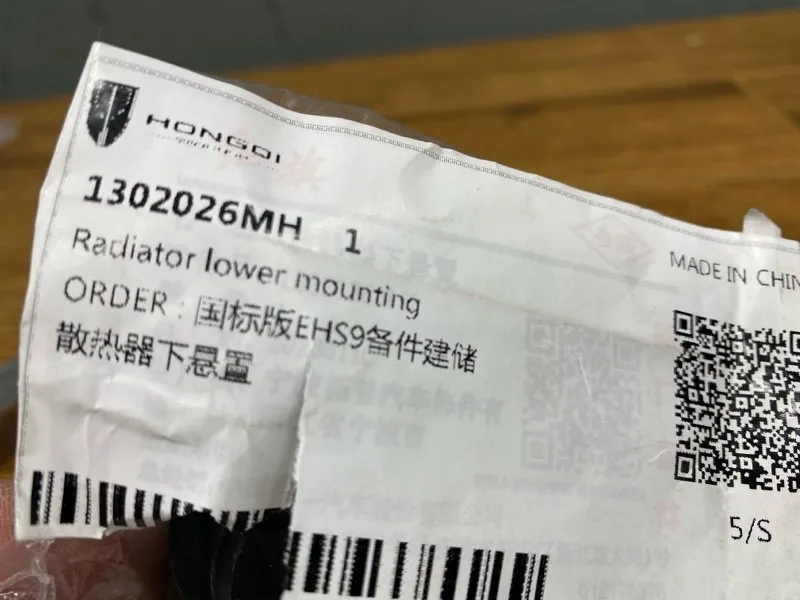 HONGQI
1302026MH 1
Radiator lower mounting
MADE IN CHIN
ORDER : 国标版EHS9备件建储
散热器下悬置
5/S